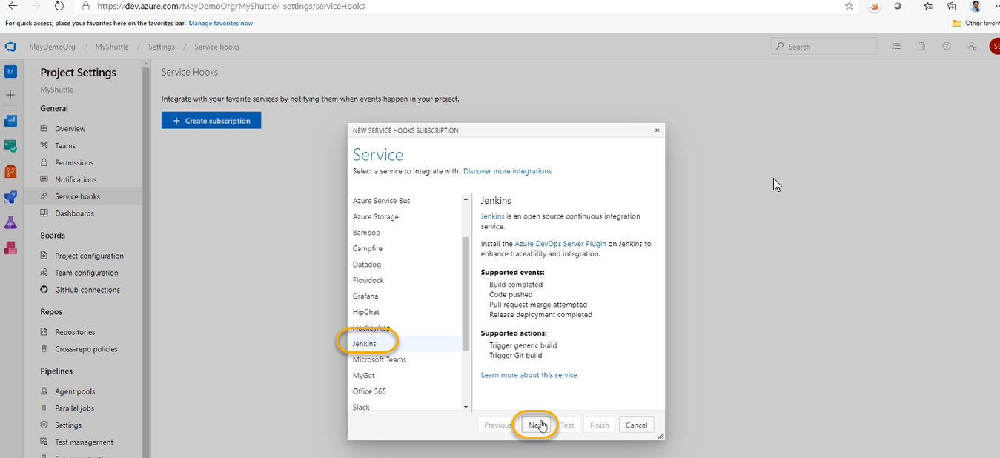 https://dev.azure.com/MayDemoOrg/MyShuttle/_settings/serviceHooks
For quick access, place your favorites here on the favorites bar. Manage favorites now
Other favorit
MayDemoOrg / MyShuttle / Settings / Service hooks
Search
SS
M
Project Settings
MyShuttle
General
Overview
Teams
Permissions
Notifications
Service hooks
Dashboards
Boards
Project configuration
Team configuration
GitHub connections
Repos
Repositories
Cross-repo policies
Pipelines
Agent pools
Parallel jobs
Settings
Test management
Service Hooks
Integrate with your favorite services by notifying them when events happen in your project.
+ Create subscription
NEW SERVICE HOOKS SUBSCRIPTION
Service
Select a service to integrate with. Discover more integrations
Azure Service Bus
Azure Storage
Bamboo
Campfire
Datadog
Flowdock
Grafana
HipChat
HockeyApp
Jenkins
Microsoft Teams
MyGet
Office 365
Slack
Jenkins
Jenkins is an open source continuous integration
service.
Install the Azure DevOps Server Plugin on Jenkins to
enhance traceability and integration.
Supported events:
Build completed
Code pushed
Pull request merge attempted
Release deployment completed
Supported actions:
Trigger generic build
Trigger Git build
Learn more about this service
Previous
Test
Finish
Cancel